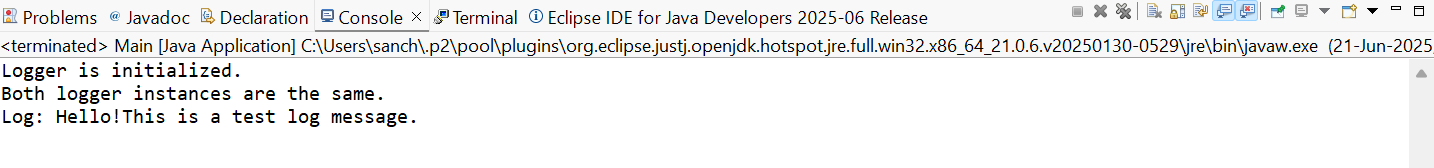 Problems @ Javadoc Declaration Console × Terminal Eclipse IDE for Java Developers 2025-06 Release
<terminated> Main [Java Application] C:\Users\sanch\.p2\pool\plugins\org.eclipse.justj.openjdk.hotspot.jre.full.win32.x86_64_21.0.6.v20250130-0529\jre\bin\javaw.exe (21-Jun-2025,
Logger is initialized.
Both logger instances are the same.
Log: Hello!This is a test log message.